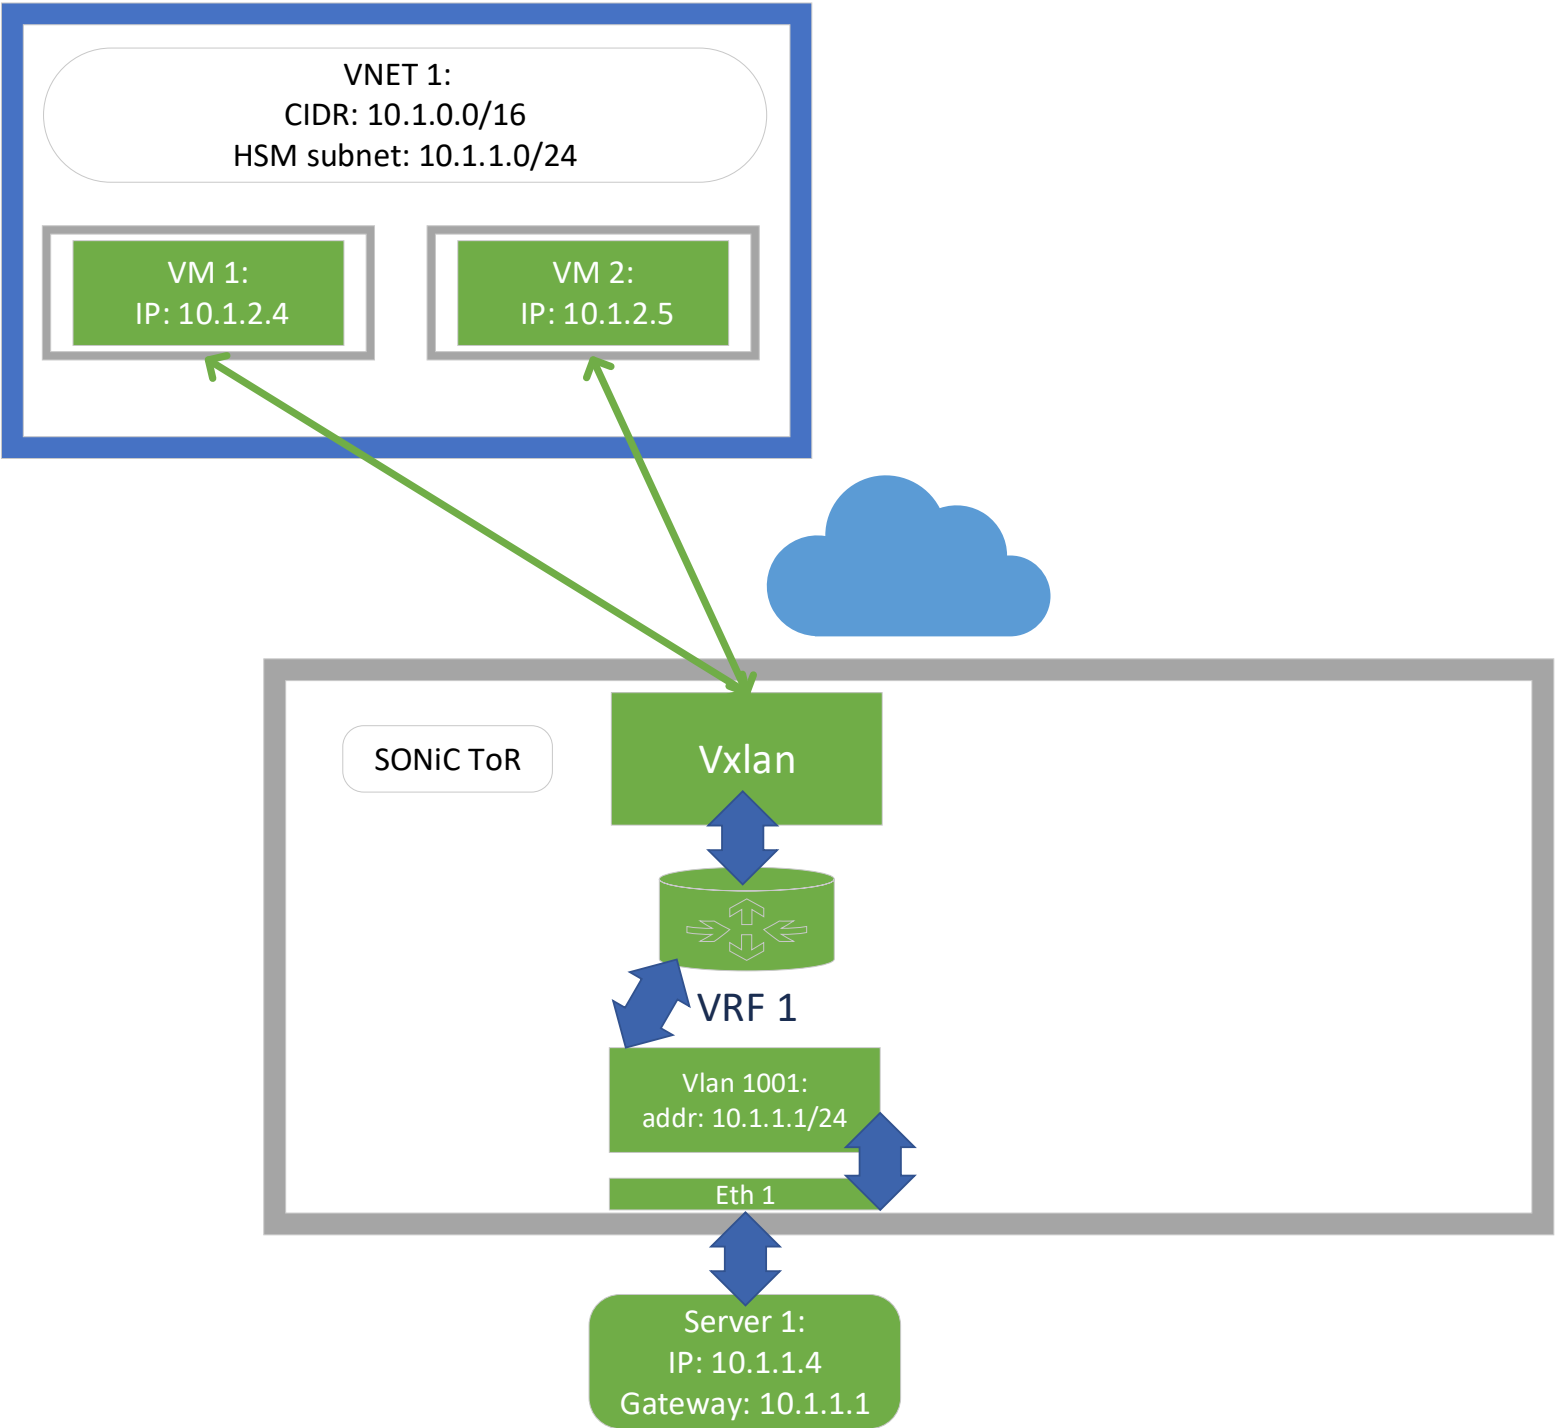 VNET 1:
CIDR: 10.1.0.0/16
HSM subnet: 10.1.1.0/24
VM 1:
IP: 10.1.2.4
VM 2:
IP: 10.1.2.5
SONiC ToR
Vxlan
VRF 1
Vlan 1001:
addr: 10.1.1.1/24
Eth 1
Server 1:
IP: 10.1.1.4
Gateway: 10.1.1.1